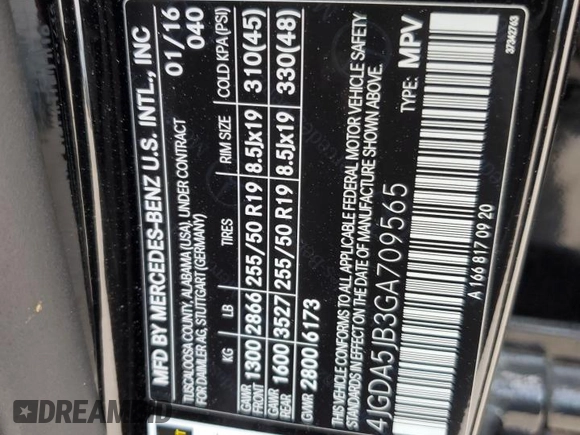 MFD BY MERCEDES-BENZ U.S. INTL., INC
TUSCALOOSA COUNTY, ALABAMA (USA), UNDER CONTRACT
FOR DAIMLER AG, STUTTGART (GERMANY)
01/16
040
KG LB TIRES RIM SIZE COLD KPA (PSI)
GAWR FRONT 1300 2866 255/50 R19 8.5Jx19 310(45)
GAWR REAR 1600 3527 255/50 R19 8.5Jx19 330(48)
GVWR 2800 6173
THIS VEHICLE CONFORMS TO ALL APPLICABLE FEDERAL MOTOR VEHICLE SAFETY
STANDARDS IN EFFECT ON THE DATE OF MANUFACTURE SHOWN ABOVE.
4JGDA5JB3GA709565 TYPE: MPV
A 166 817 09 20
37342763